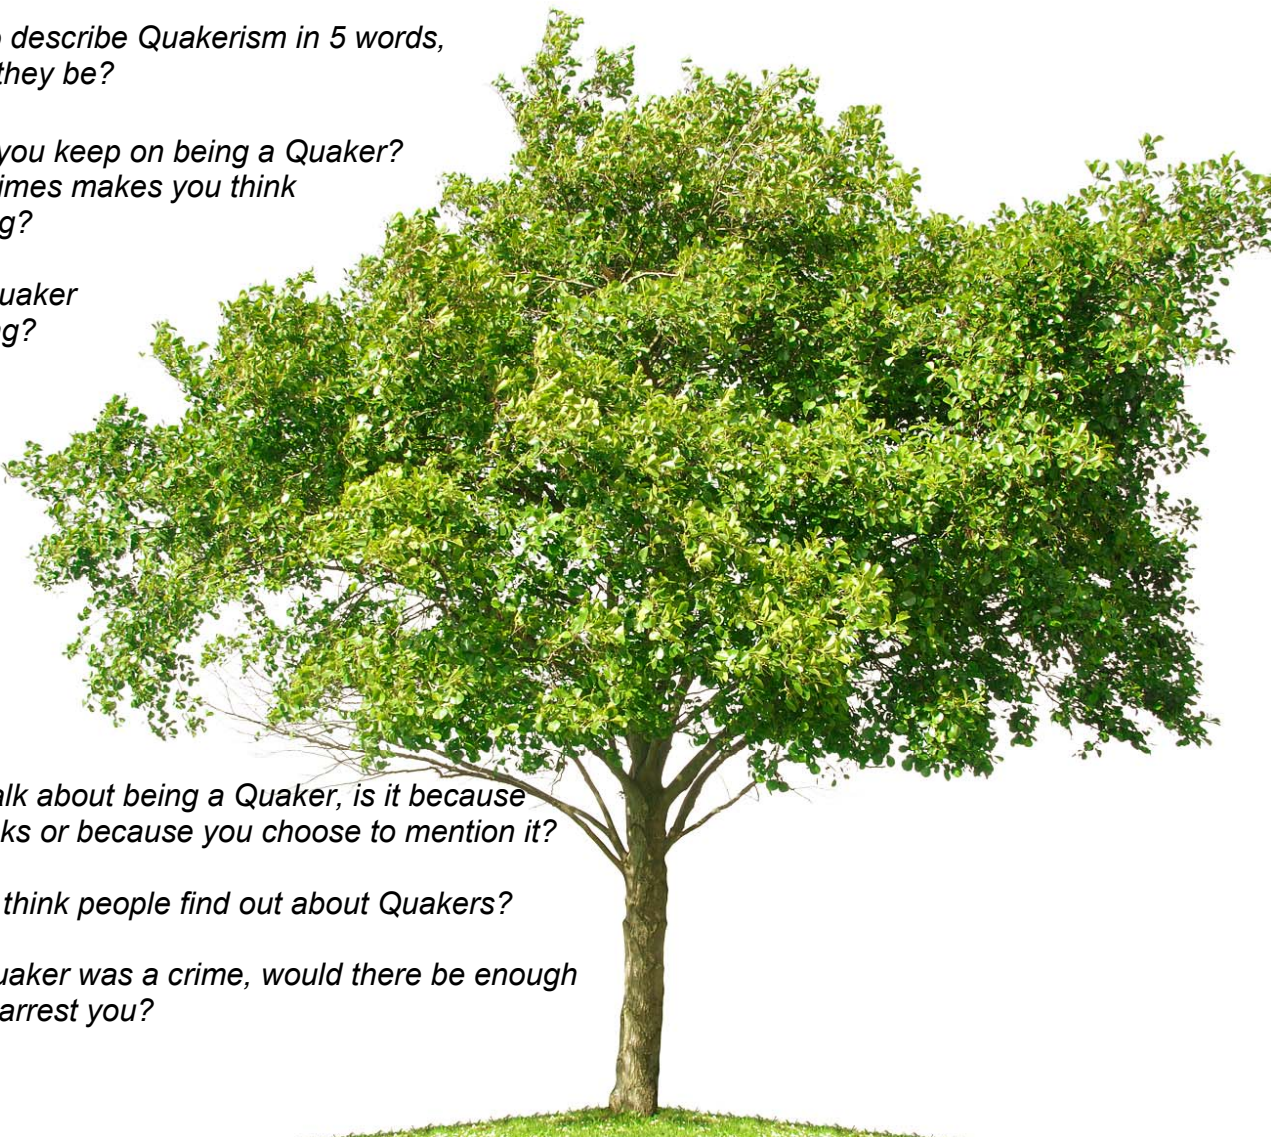 describe Quakerism in 5 words,
they be?
you keep on being a Quaker?
imes makes you think
g?
uaker
ng?
alk about being a Quaker, is it because
ks or because you choose to mention it?
think people find out about Quakers?
uaker was a crime, would there be enough
arrest you?